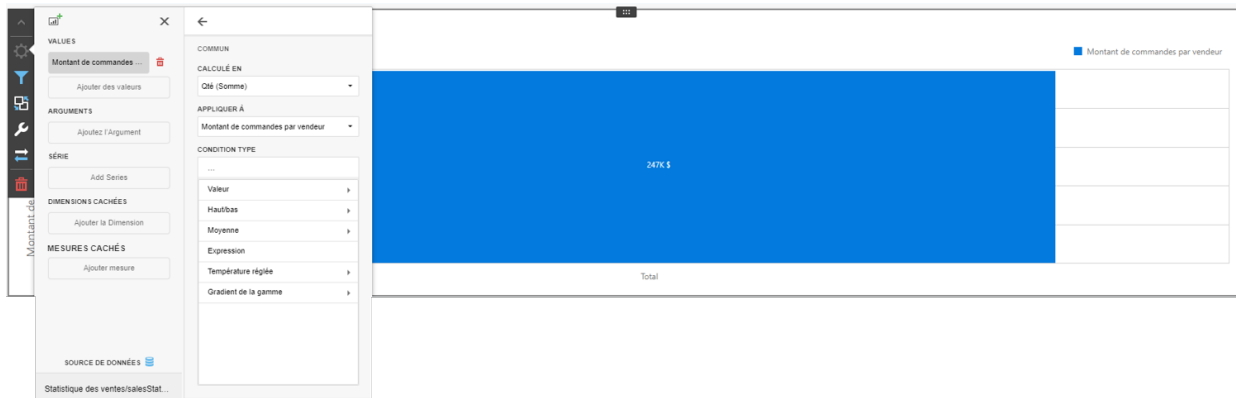 VALUES
Montant de commandes ...
Ajouter des valeurs
ARGUMENTS
Ajoutez l'Argument
SÉRIE
Add Series
DIMENSIONS CACHÉES
Ajouter la Dimension
MESURES CACHÉS
Ajouter mesure
SOURCE DE DONNÉES
Statistique des ventes/salesStat...
COMMUN
CALCULÉ EN
Qté (Somme)
APPLIQUER Á
Montant de commandes par vendeur
CONDITION TYPE
...
Valeur
Haut/bas
Moyenne
Expression
Température réglée
Gradient de la gamme
Montant de commandes par vendeur
247K $
Total
Montant de